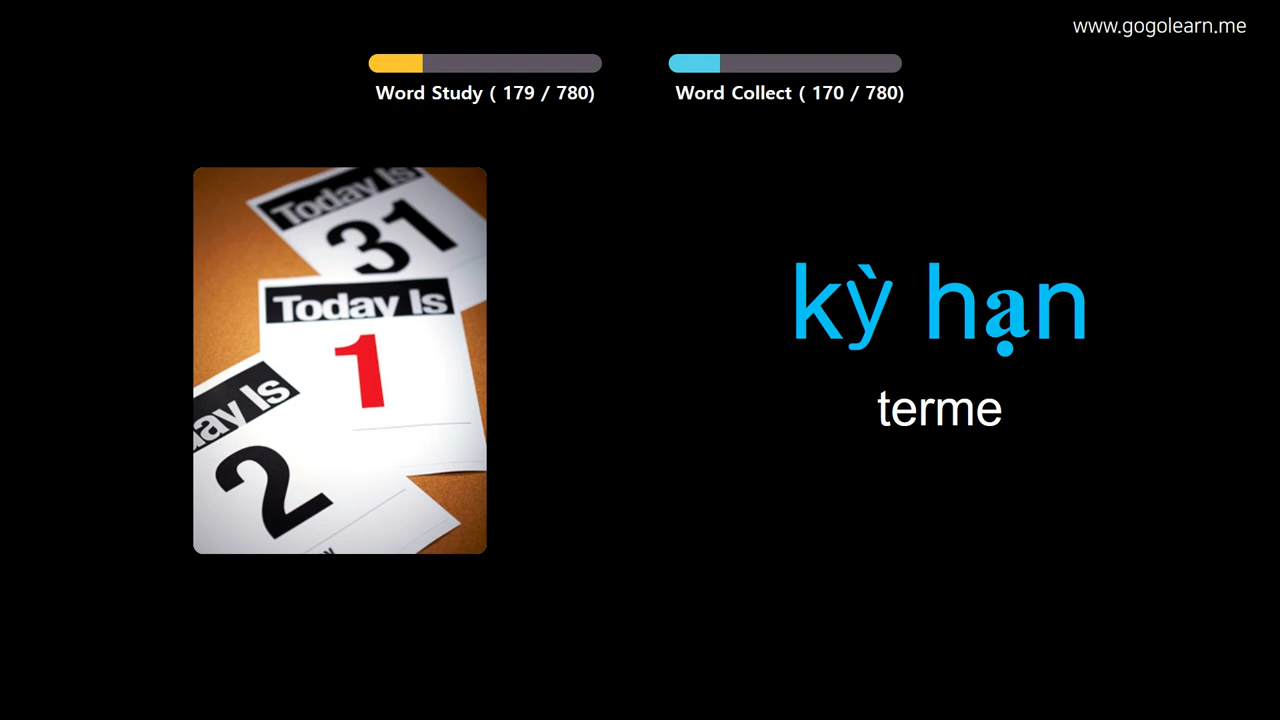 www.gogolearn.me
Word Study ( 179 / 780)
Word Collect ( 170 / 780)
Today Is
31
Today Is
1
ay Is
2
kỳ hạn
terme